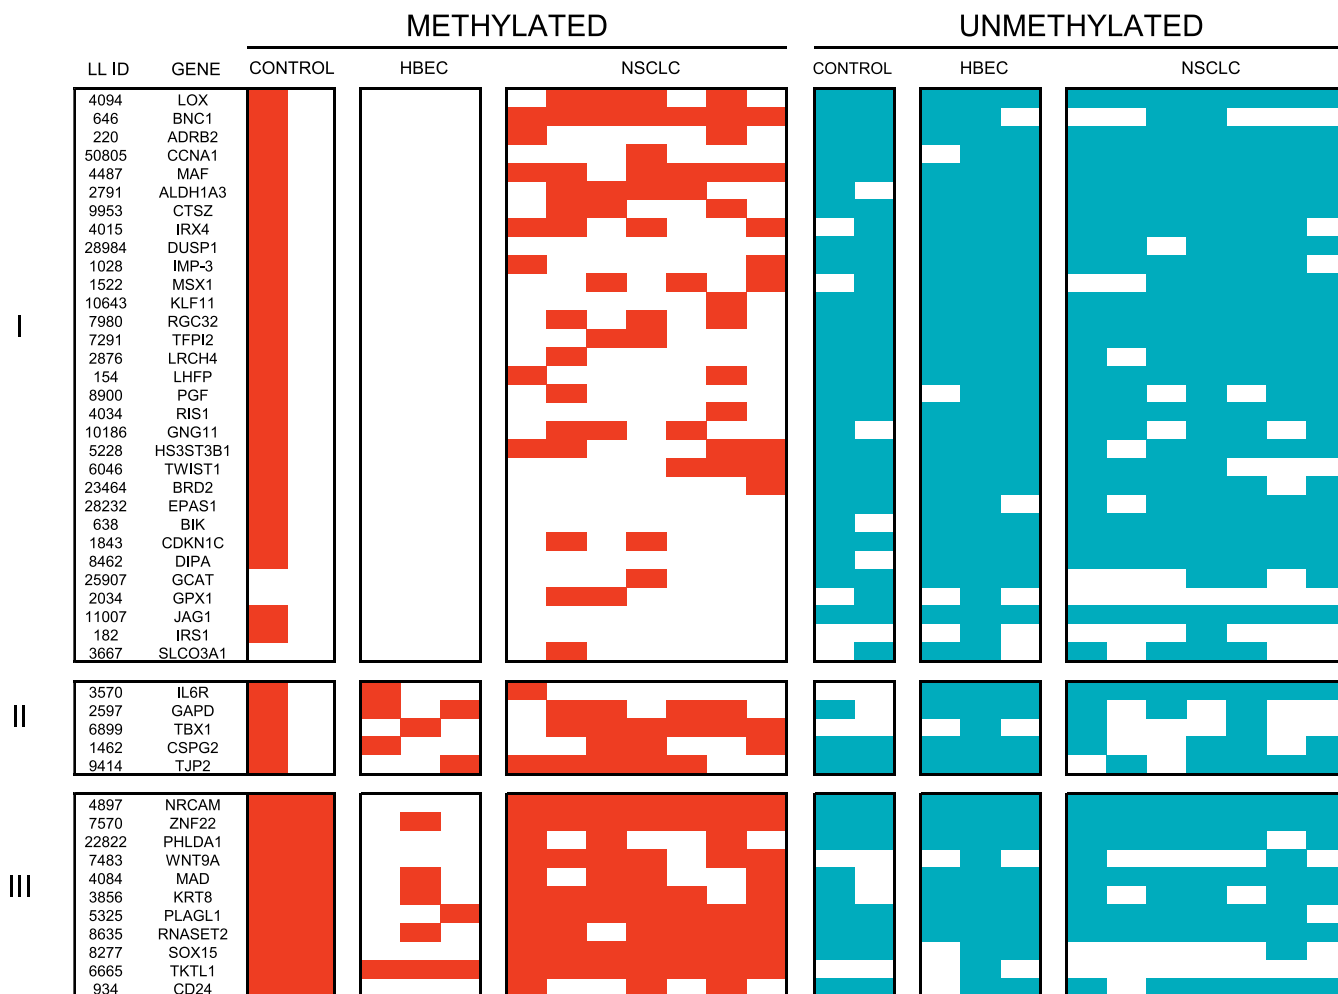 METHYLATED UNMETHYLATED
LL ID GENE CONTROL HBEC NSCLC CONTROL HBEC NSCLC
4094 LOX
646 BNC1
220 ADRB2
50805 CCNA1
4487 MAF
2791 ALDH1A3
9953 CTSZ
4015 IRX4
28984 DUSP1
1028 IMP-3
1522 MSX1
10643 KLF11
I
7980 RGC32
7291 TFPI2
2876 LRCH4
154 LHFP
8900 PGF
4034 RIS1
10186 GNG11
5228 HS3ST3B1
6046 TWIST1
23464 BRD2
28232 EPAS1
638 BIK
1843 CDKN1C
8462 DIPA
25907 GCAT
2034 GPX1
11007 JAG1
182 IRS1
3667 SLCO3A1
3570 IL6R
II
2597 GAPD
6899 TBX1
1462 CSPG2
9414 TJP2
4897 NRCAM
7570 ZNF22
22822 PHLDA1
7483 WNT9A
III
4084 MAD
3856 KRT8
5325 PLAGL1
8635 RNASET2
8277 SOX15
6665 TKTL1
934 CD24